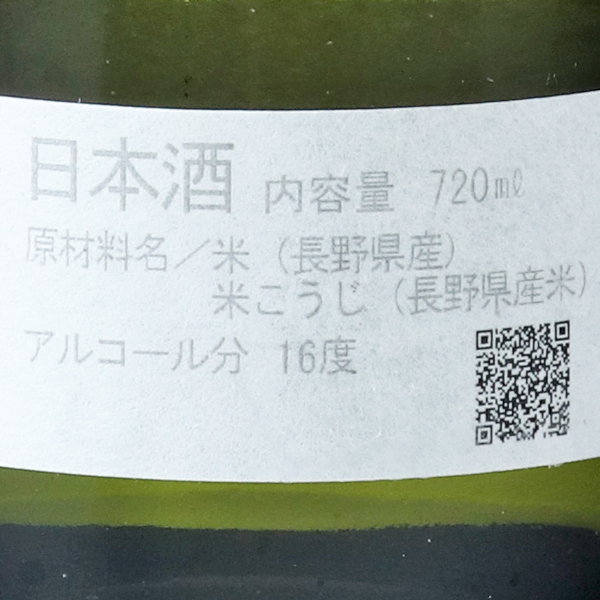 日本酒 内容量 720ml
原材料名／米（長野県産）
米こうじ（長野県産米）
アルコール分 16度